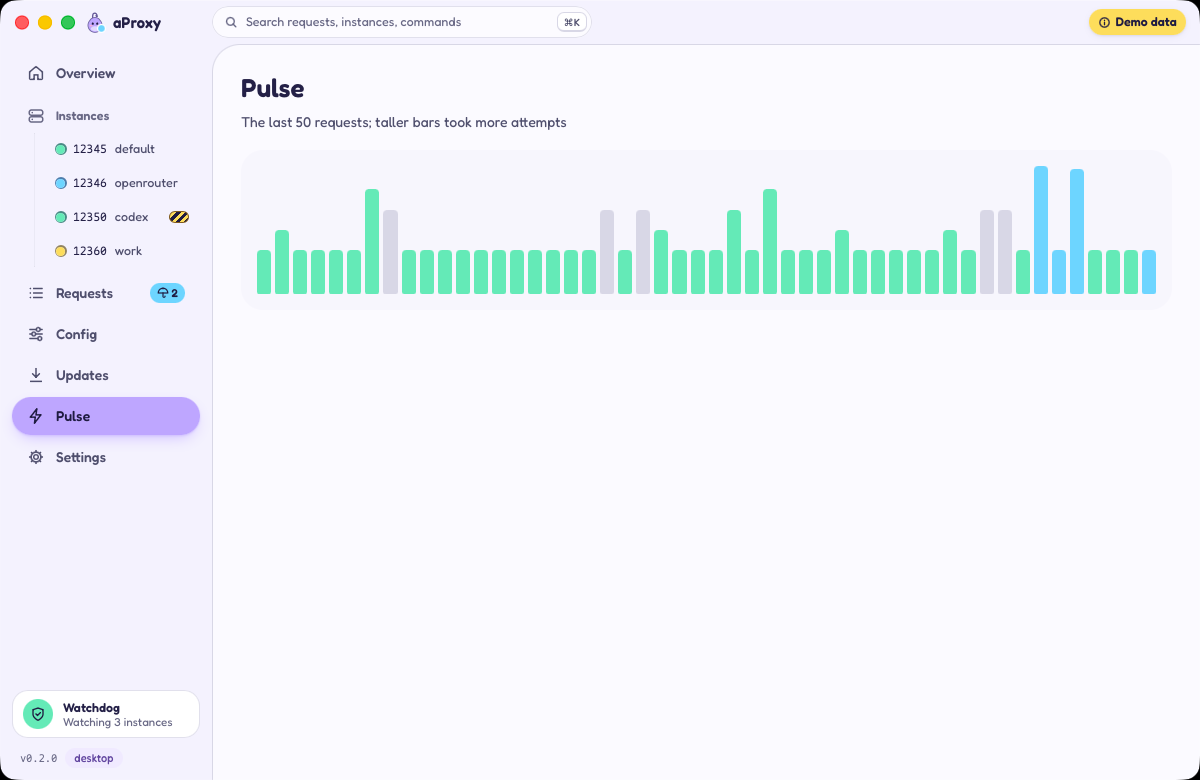 aProxy
Search requests, instances, commands
⌘K
Demo data
Overview
Instances
12345 default
12346 openrouter
12350 codex
12360 work
Requests
2
Config
Updates
Pulse
Settings
Watchdog
Watching 3 instances
v0.2.0 desktop
Pulse
The last 50 requests; taller bars took more attempts